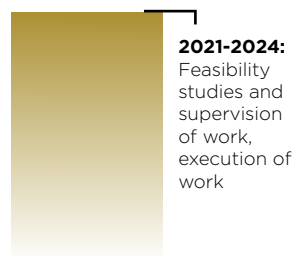 2021-2024:
Feasibility
studies and
supervision
of work,
execution of
work